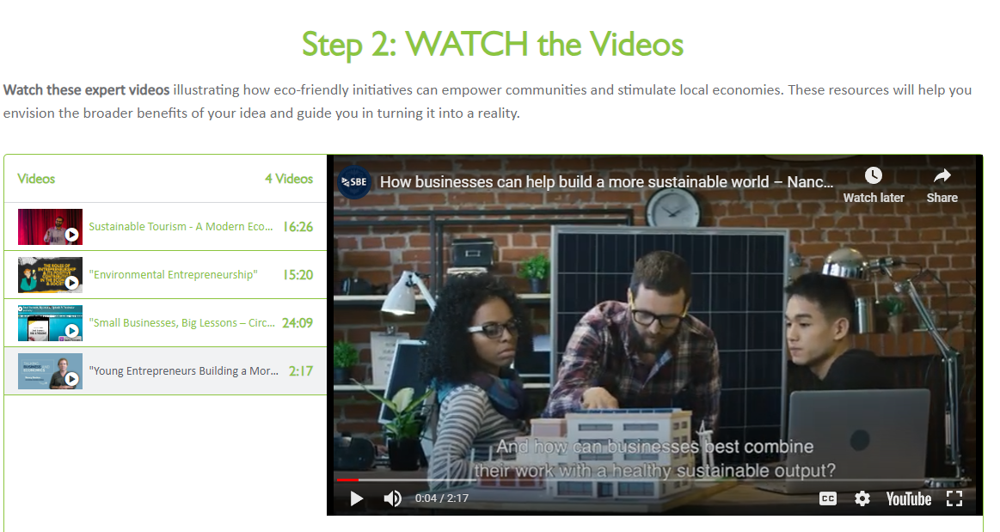 Step 2: WATCH the Videos
Watch these expert videos illustrating how eco-friendly initiatives can empower communities and stimulate local economies. These resources will help you
envision the broader benefits of your idea and guide you in turning it into a reality.
Videos 4 Videos
Sustainable Tourism - A Modern Eco... 16:26
THE ROLES OF
ENTREPRENEURSHIP
"Environmental Entrepreneurship" 15:20
"Small Businesses, Big Lessons – Circ... 24:09
"Young Entrepreneurs Building a Mor... 2:17
SBE How businesses can help build a more sustainable world – Nanc...
Watch later Share
And how can businesses best combine
their work with a healthy sustainable output?
0:04 / 2:17 CC YouTube